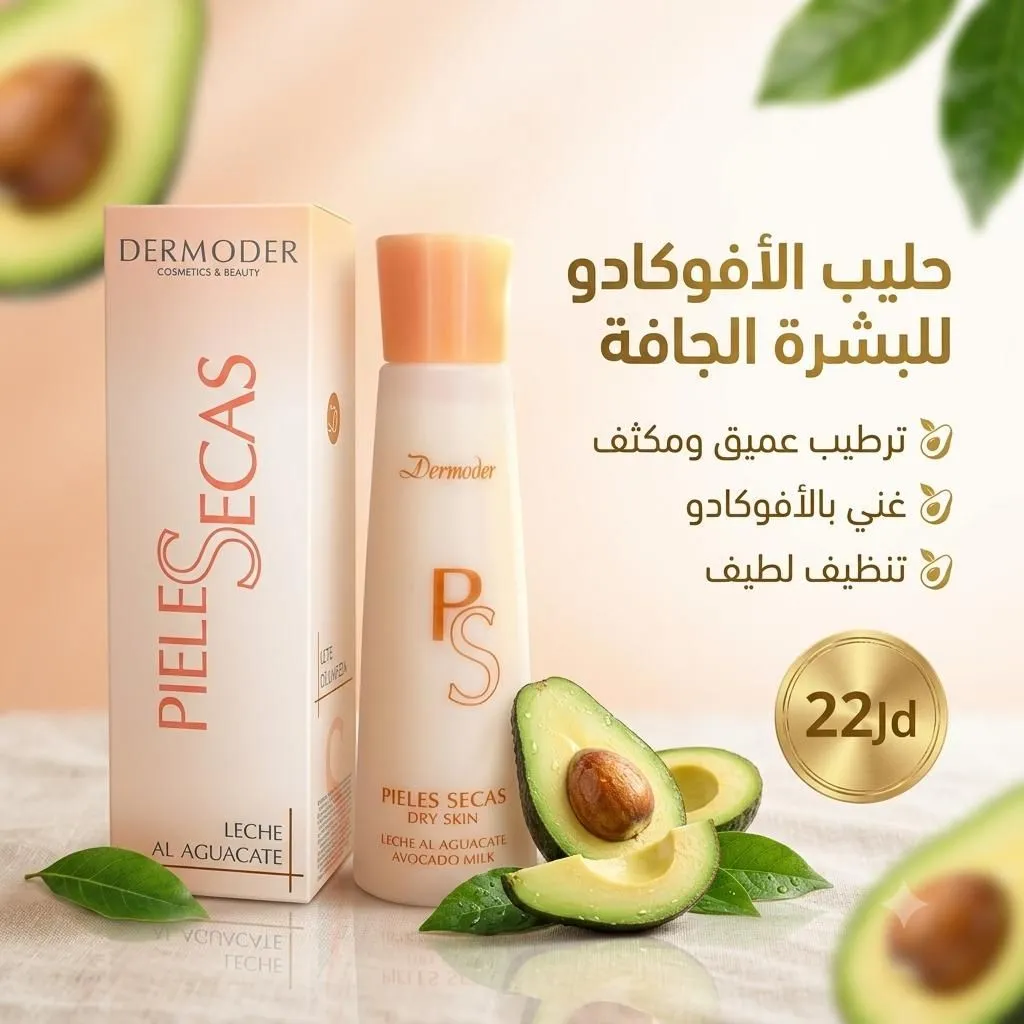 DERMODER
COSMETICS & BEAUTY
PIELES SECAS
LECHE
AL AGUACATE
Dermoder
PS
PIELES SECAS
DRY SKIN
LECHE AL AGUACATE
AVOCADO MILK
حليب الأفوكادو
للبشرة الجافة
ترطيب عميق ومكثف
غني بالأفوكادو
تنظيف لطيف
22Jd